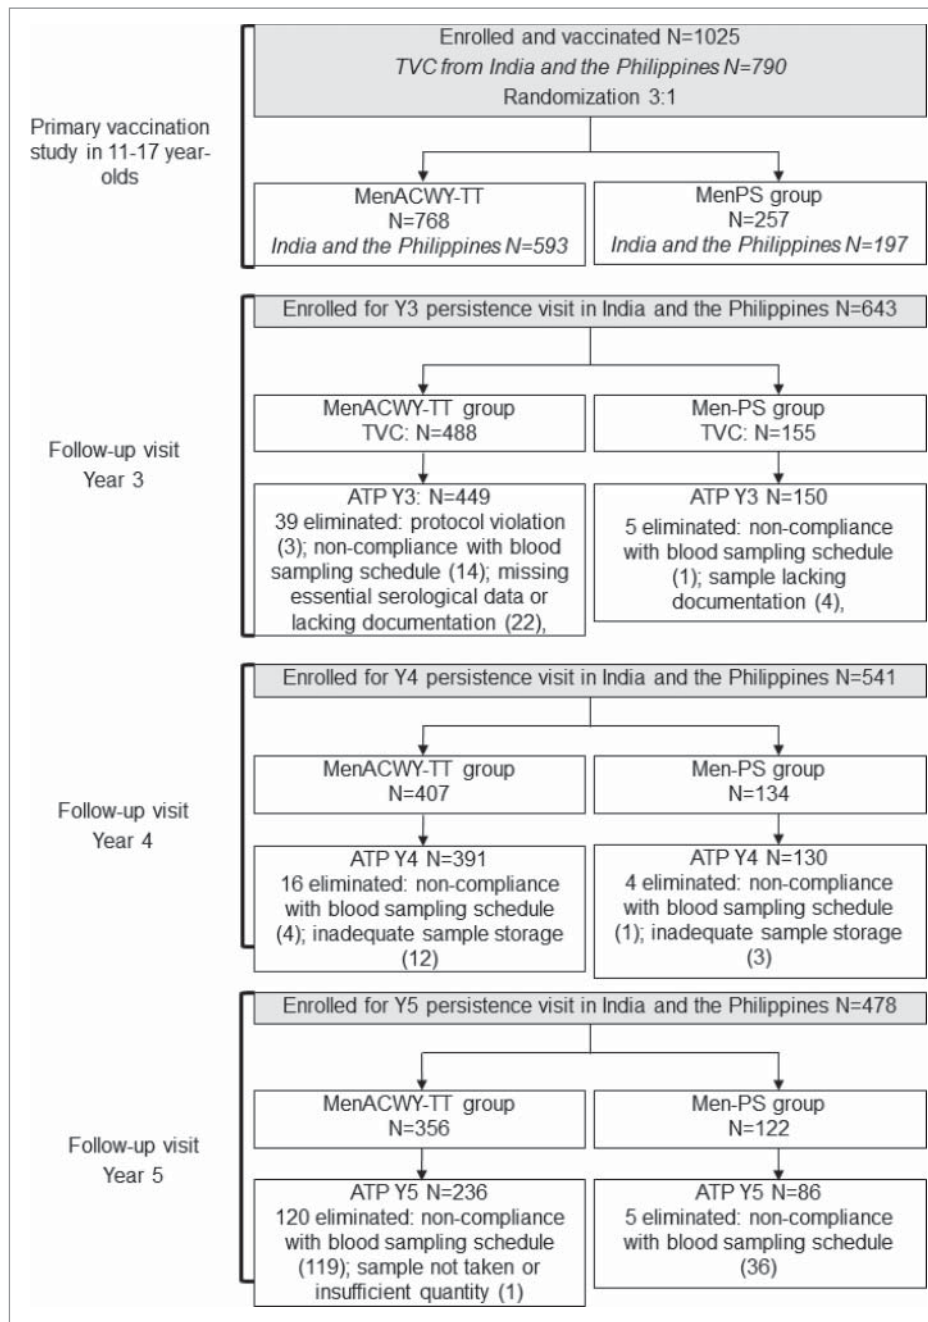 Enrolled and vaccinated N=1025
TVC from India and the Philippines N=790
Randomization 3:1
Primary vaccination
study in 11-17 year-
olds
MenACWY-TT
N=768
India and the Philippines N=593
MenPS group
N=257
India and the Philippines N=197
Enrolled for Y3 persistence visit in India and the Philippines N=643
Follow-up visit
Year 3
MenACWY-TT group
TVC: N=488
Men-PS group
TVC: N=155
ATP Y3: N=449
39 eliminated: protocol violation
(3); non-compliance with blood
sampling schedule (14); missing
essential serological data or
lacking documentation (22),
ATP Y3 N=150
5 eliminated: non-compliance
with blood sampling schedule
(1); sample lacking
documentation (4),
Enrolled for Y4 persistence visit in India and the Philippines N=541
Follow-up visit
Year 4
MenACWY-TT group
N=407
Men-PS group
N=134
ATP Y4 N=391
16 eliminated: non-compliance
with blood sampling schedule
(4); inadequate sample storage
(12)
ATP Y4 N=130
4 eliminated: non-compliance
with blood sampling schedule
(1); inadequate sample storage
(3)
Enrolled for Y5 persistence visit in India and the Philippines N=478
Follow-up visit
Year 5
MenACWY-TT group
N=356
Men-PS group
N=122
ATP Y5 N=236
120 eliminated: non-compliance
with blood sampling schedule
(119); sample not taken or
insufficient quantity (1)
ATP Y5 N=86
5 eliminated: non-compliance
with blood sampling schedule
(36)